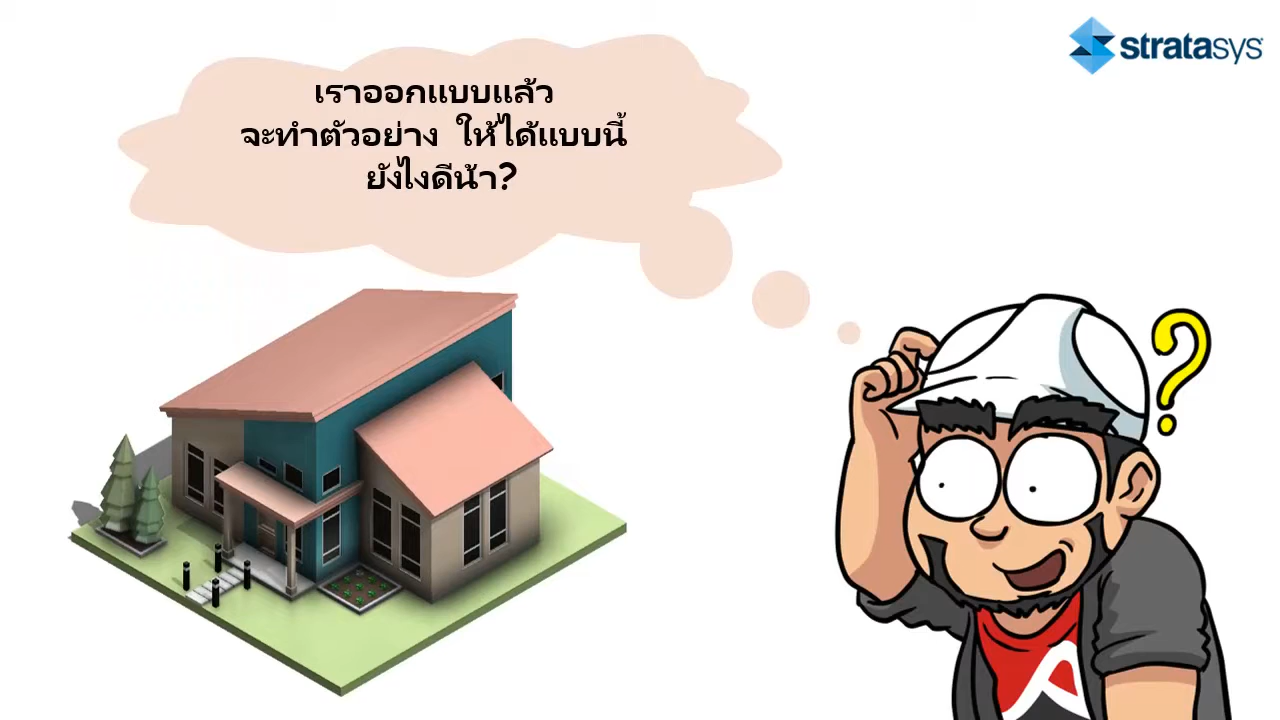 เราออกแบบแล้ว
จะทำตัวอย่าง ให้ได้แบบนี้
ยังไงดีน้า?
stratasys
?